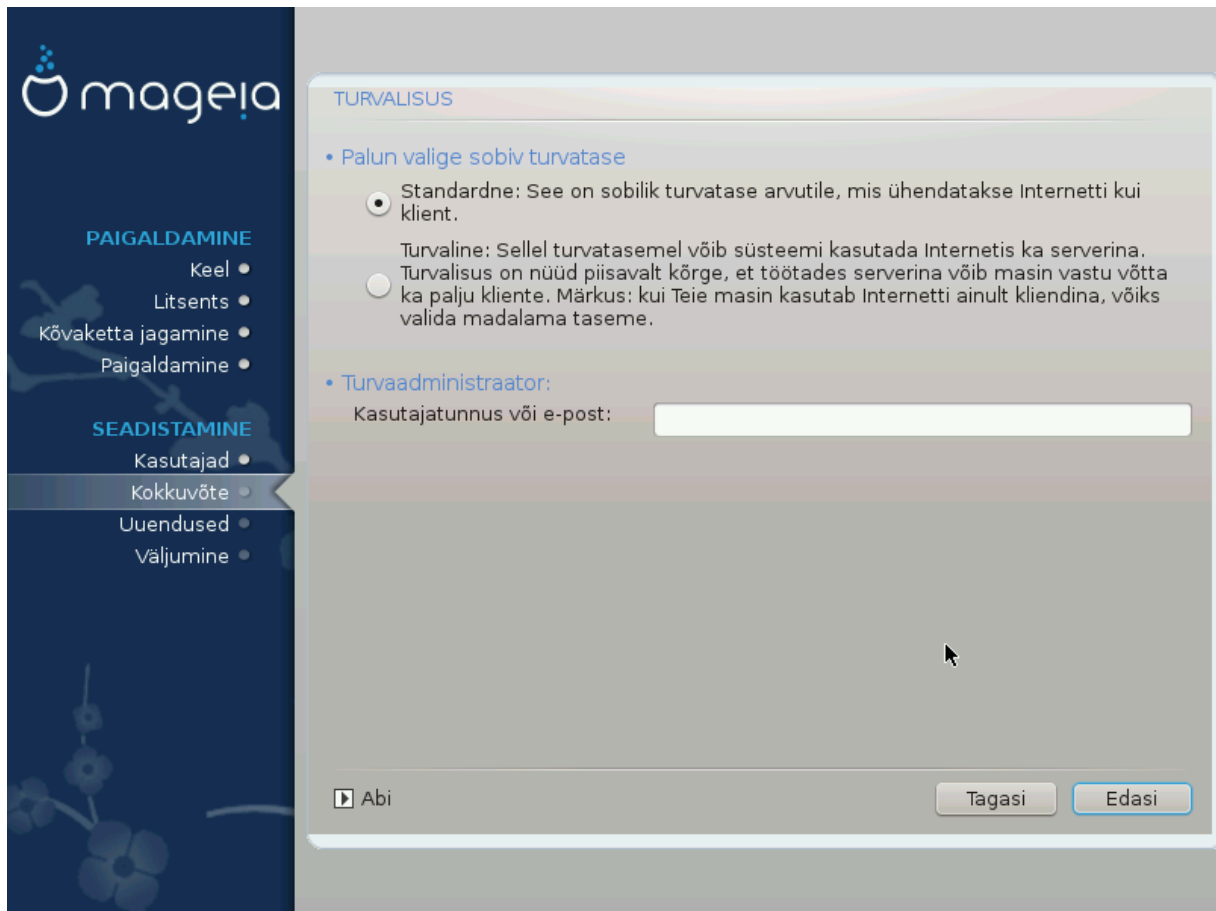 mageia
PAIGALDAMINE
Keel
Litsents
Kõvaketta jagamine
Paigaldamine
SEADISTAMINE
Kasutajad
Kokkuvõte
Uuendused
Väljumine
TURVALISUS
• Palun valige sobiv turvatase
Standardne: See on sobilik turvatase arvutile, mis ühendatakse Internetti kui
klient.
Turvaline: Sellel turvatasemel võib süsteemi kasutada Internetis ka serverina.
Turvalisus on nüüd piisavalt kõrge, et töötades serverina võib masin vastu võtta
ka palju kliente. Märkus: kui Teie masin kasutab Internetti ainult kliendina, võiks
valida madalama taseme.
• Turvaadministraator:
Kasutajatunnus või e-post:
Abi
Tagasi
Edasi